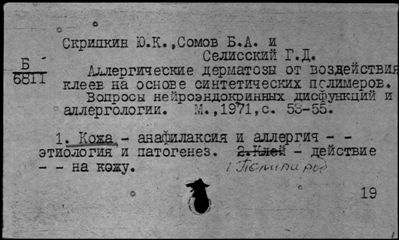 Скрипкин Ю.К.,Сомов Б.А. и
Селисский Г.Д.
Б
6811
Аллергические дерматозы от воздействия
клеев на основе синтетических полимеров.
Вопросы нейроэндокринных дисфункций и
аллергологии. М.,1971,с. 53-55.
1. Кожа - анафилаксия и аллергич - -
этиология и патогенез. 2.Клей - действие
- - на кожу.
Полимеры
19